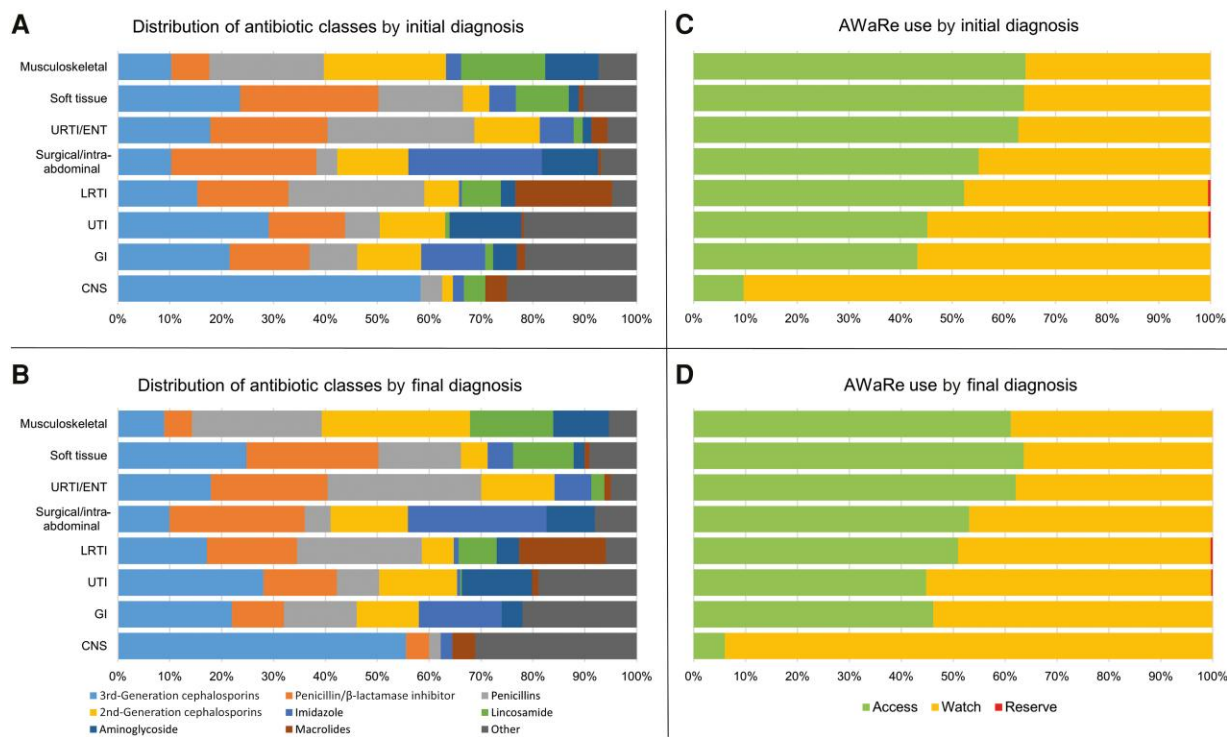 A
Distribution of antibiotic classes by initial diagnosis
Musculoskeletal
Soft tissue
URTI/ENT
Surgical/intra-
abdominal
LRTI
UTI
GI
CNS
0% 10% 20% 30% 40% 50% 60% 70% 80% 90% 100%
C
AWaRe use by initial diagnosis
0% 10% 20% 30% 40% 50% 60% 70% 80% 90% 100%
B
Distribution of antibiotic classes by final diagnosis
Musculoskeletal
Soft tissue
URTI/ENT
Surgical/intra-
abdominal
LRTI
UTI
GI
CNS
0% 10% 20% 30% 40% 50% 60% 70% 80% 90% 100%
3rd-Generation cephalosporins Penicillin/β-lactamase inhibitor Penicillins
2nd-Generation cephalosporins Imidazole Lincosamide
Aminoglycoside Macrolides Other
D
AWaRe use by final diagnosis
0% 10% 20% 30% 40% 50% 60% 70% 80% 90% 100%
Access Watch Reserve